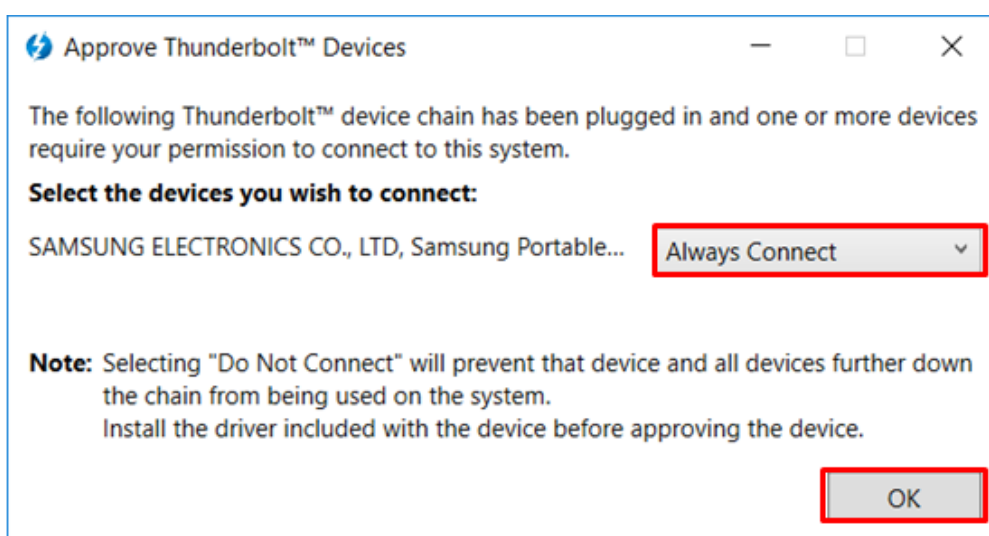 Approve Thunderbolt™ Devices
The following Thunderbolt™ device chain has been plugged in and one or more devices
require your permission to connect to this system.
Select the devices you wish to connect:
SAMSUNG ELECTRONICS CO., LTD, Samsung Portable... Always Connect
Note: Selecting "Do Not Connect" will prevent that device and all devices further down
the chain from being used on the system.
Install the driver included with the device before approving the device.
OK